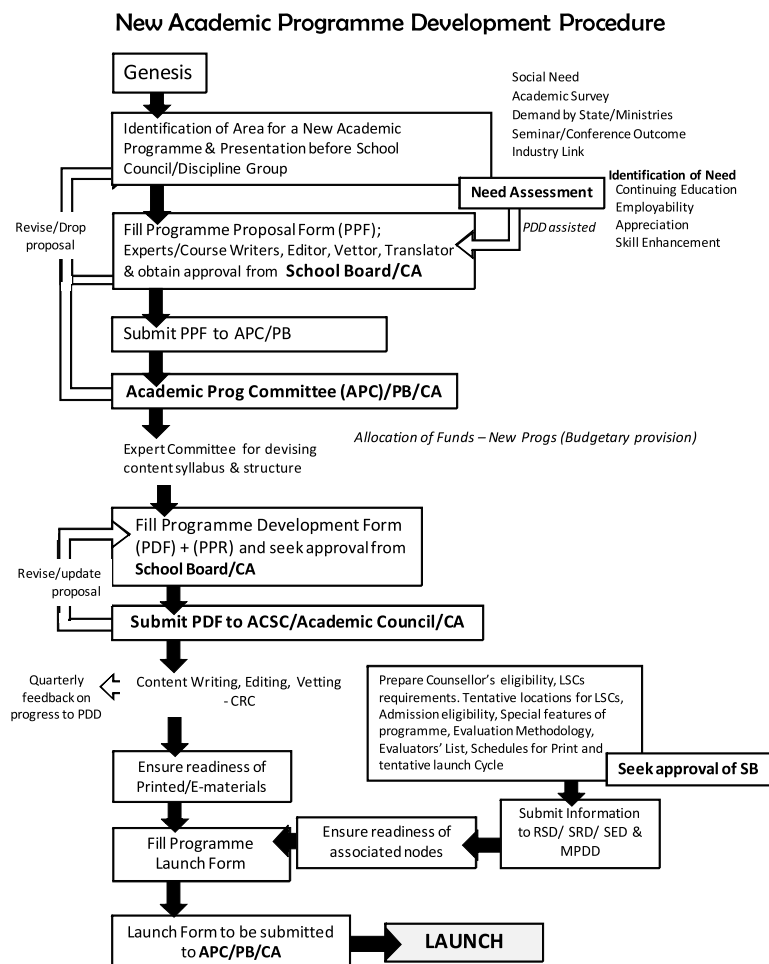 New Academic Programme Development Procedure
Genesis
Social Need
Academic Survey
Demand by State/Ministries
Seminar/Conference Outcome
Industry Link
Identification of Area for a New Academic
Programme & Presentation before School
Council/Discipline Group
Need Assessment
Identification of Need
Continuing Education
Employability
Appreciation
Skill Enhancement
PDD assisted
Revise/Drop
proposal
Fill Programme Proposal Form (PPF);
Experts/Course Writers, Editor, Vettor, Translator
& obtain approval from School Board/CA
Submit PPF to APC/PB
Academic Prog Committee (APC)/PB/CA
Allocation of Funds – New Progs (Budgetary provision)
Expert Committee for devising
content syllabus & structure
Fill Programme Development Form
(PDF) + (PPR) and seek approval from
School Board/CA
Revise/update
proposal
Submit PDF to ACSC/Academic Council/CA
Quarterly
feedback on
progress to PDD
Content Writing, Editing, Vetting
- CRC
Prepare Counsellor's eligibility, LSCs
requirements. Tentative locations for LSCs,
Admission eligibility, Special features of
programme, Evaluation Methodology,
Evaluators' List, Schedules for Print and
tentative launch Cycle
Seek approval of SB
Ensure readiness of
Printed/E-materials
Submit Information
to RSD/ SRD/ SED &
MPDD
Ensure readiness of
associated nodes
Fill Programme
Launch Form
Launch Form to be submitted
to APC/PB/CA
LAUNCH